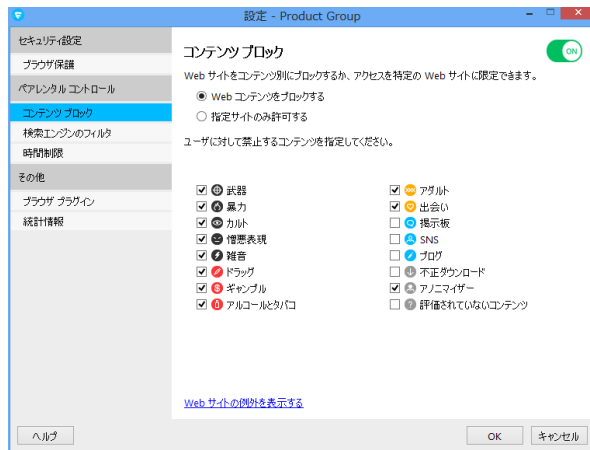 設定 - Product Group
セキュリティ設定
ブラウザ保護
ペアレンタル コントロール
コンテンツ ブロック
検索エンジンのフィルタ
時間制限
その他
ブラウザ プラグイン
統計情報
コンテンツ ブロック
ON
Web サイトをコンテンツ別にブロックするか、アクセスを特定の Web サイトに限定できます。
Web コンテンツをブロックする
指定サイトのみ許可する
ユーザに対して禁止するコンテンツを指定してください。
武器
暴力
カルト
憎悪表現
雑音
ドラッグ
ギャンブル
アルコールとタバコ
アダルト
出会い
掲示板
SNS
ブログ
不正ダウンロード
アノニマイザー
評価されていないコンテンツ
Web サイトの例外を表示する
ヘルプ
OK
キャンセル